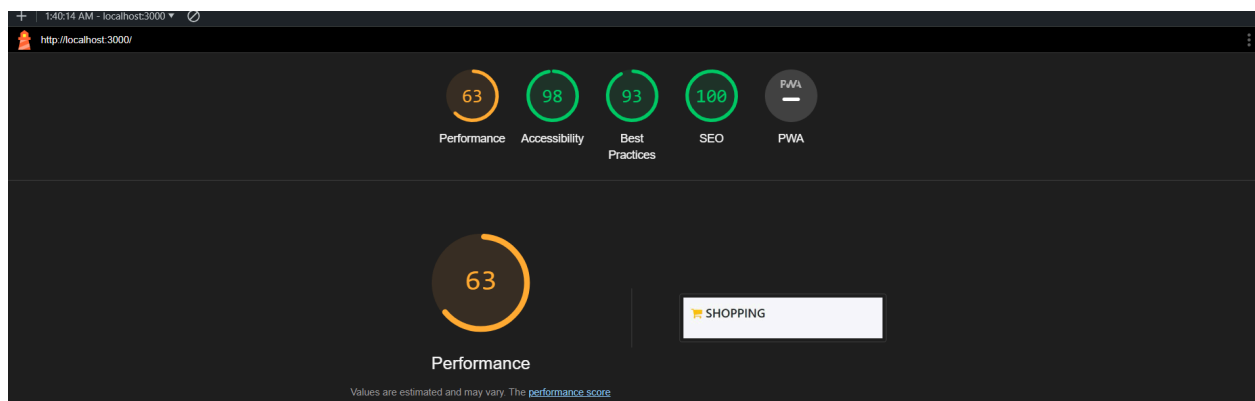 1:40:14 AM - localhost:3000
http://localhost:3000/
63
98
93
100
PWA
Performance
Accessibility
Best
Practices
SEO
PWA
63
SHOPPING
Performance
Values are estimated and may vary. The performance score